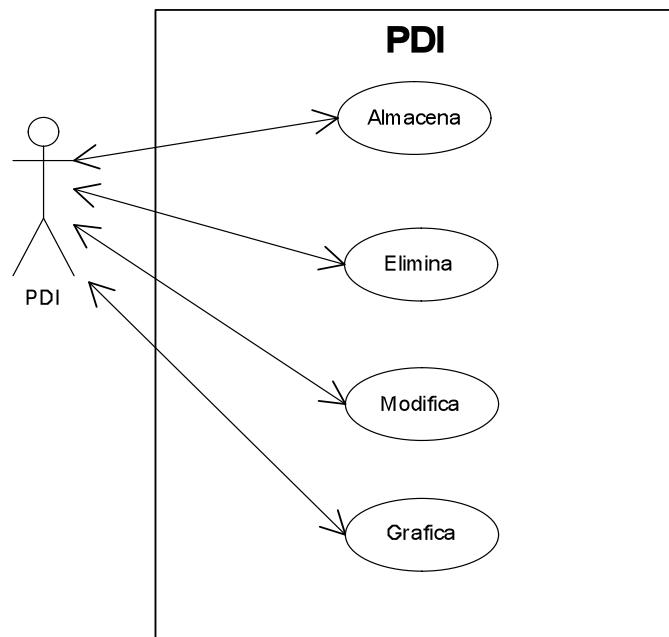 PDI
Almacena
Elimina
PDI
Modifica
Grafica